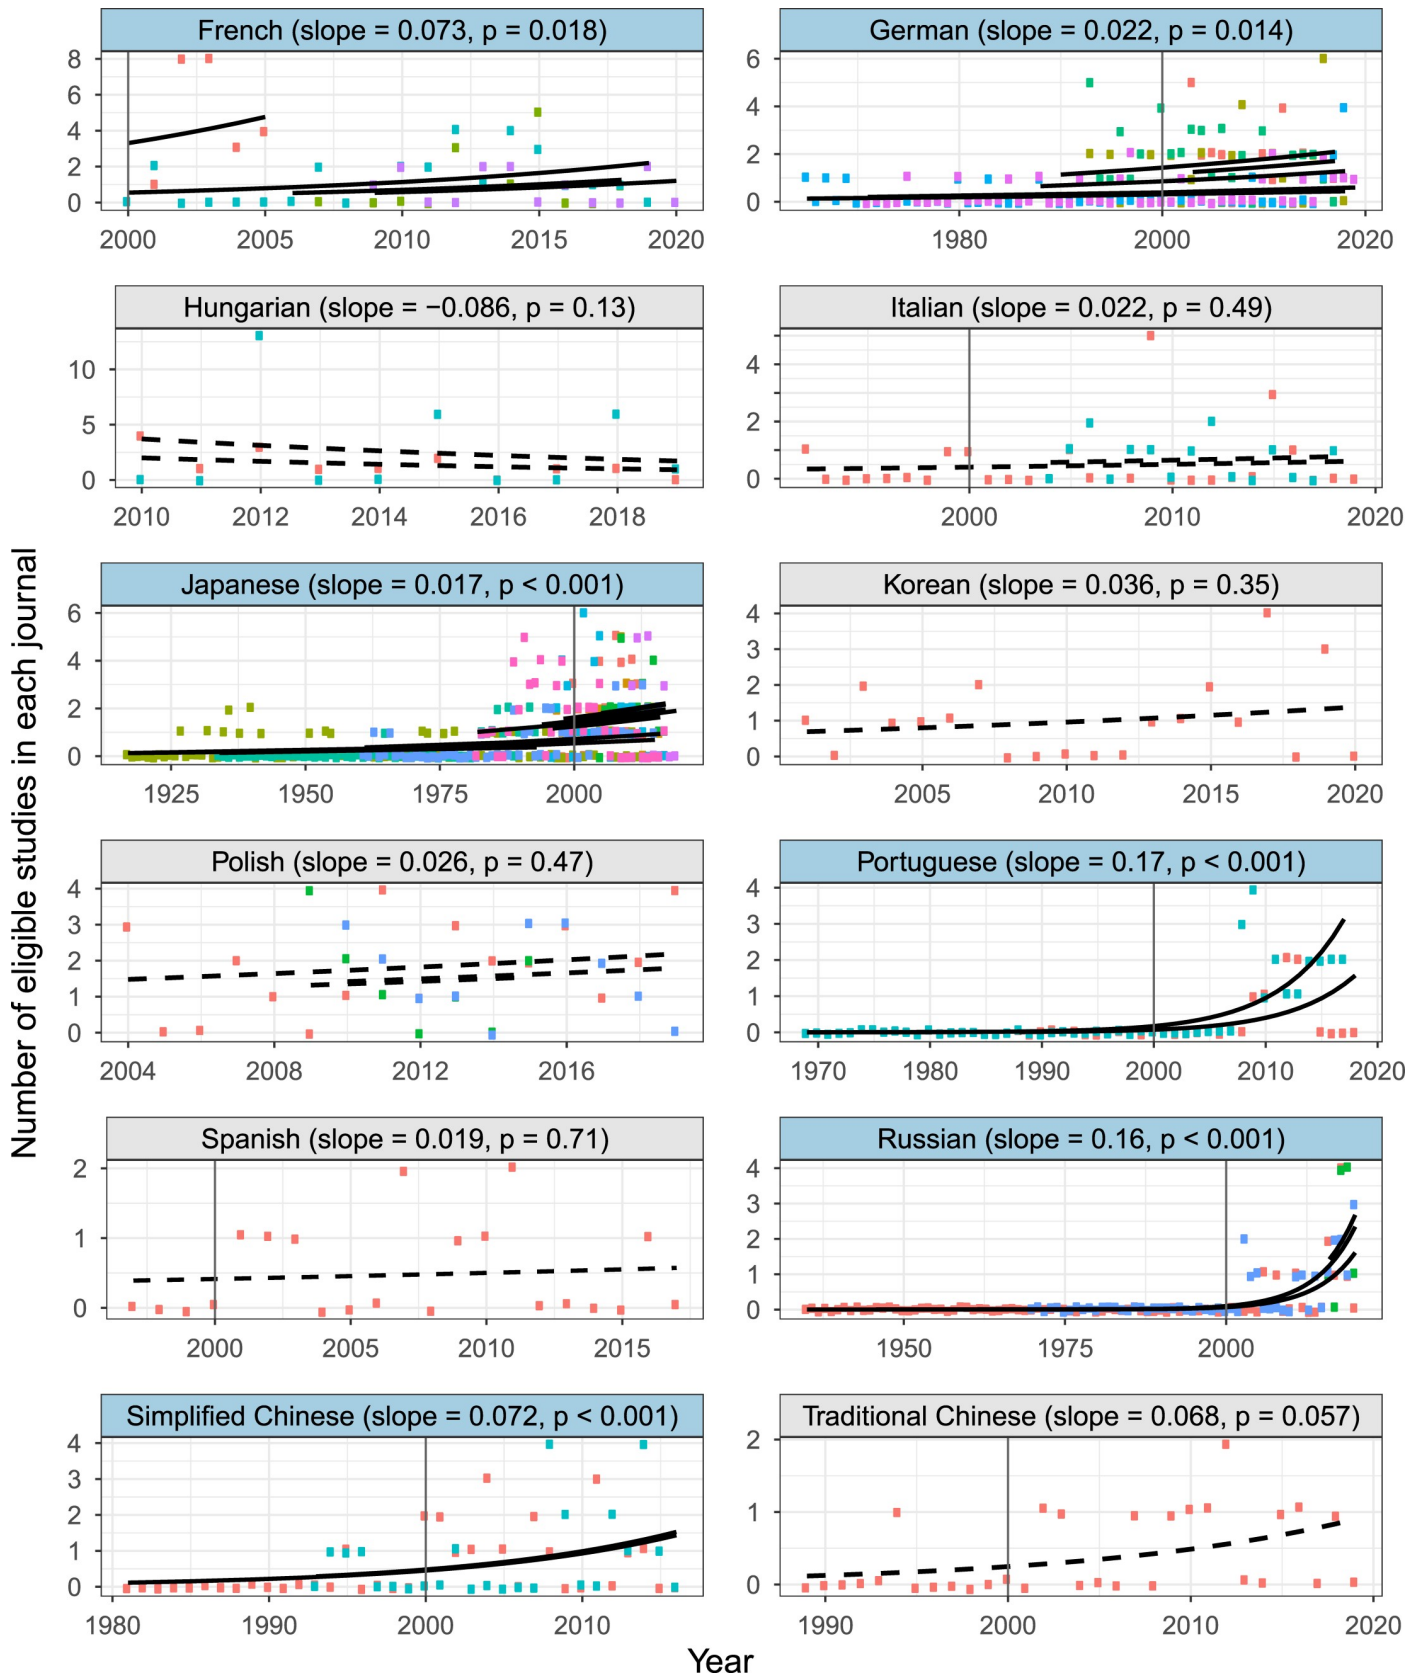 Number of eligible studies in each journal
French (slope = 0.073, p = 0.018)
8
6
4
2
0
2000 2005 2010 2015 2020
German (slope = 0.022, p = 0.014)
6
4
2
0
1980 2000 2020
Hungarian (slope = −0.086, p = 0.13)
10
5
0
2010 2012 2014 2016 2018
Italian (slope = 0.022, p = 0.49)
4
2
0
2000 2010 2020
Japanese (slope = 0.017, p < 0.001)
6
4
2
0
1925 1950 1975 2000
Korean (slope = 0.036, p = 0.35)
4
3
2
1
0
2005 2010 2015 2020
Polish (slope = 0.026, p = 0.47)
4
3
2
1
0
2004 2008 2012 2016
Portuguese (slope = 0.17, p < 0.001)
4
3
2
1
0
1970 1980 1990 2000 2010 2020
Spanish (slope = 0.019, p = 0.71)
2
1
0
2000 2005 2010 2015
Russian (slope = 0.16, p < 0.001)
4
3
2
1
0
1950 1975 2000
Simplified Chinese (slope = 0.072, p < 0.001)
4
3
2
1
0
1980 1990 2000 2010
Traditional Chinese (slope = 0.068, p = 0.057)
2
1
0
1990 2000 2010 2020
Year